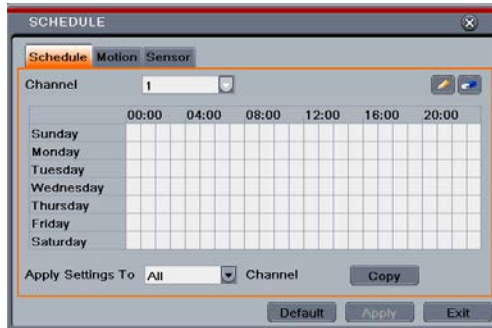 SCHEDULE
Schedule Motion Sensor
Channel 1
00:00 04:00 08:00 12:00 16:00 20:00
Sunday
Monday
Tuesday
Wednesday
Thursday
Friday
Saturday
Apply Settings To All Channel Copy
Default Apply Exit